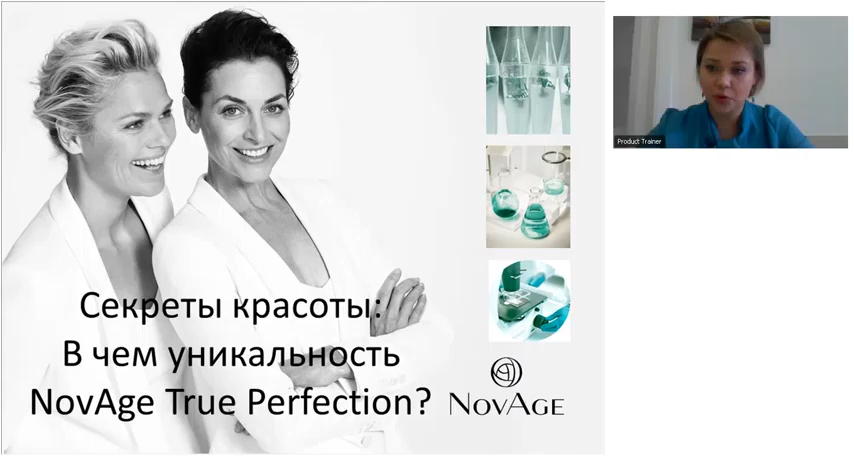 Product Trainer
Секреты красоты:
В чем уникальность
NovAge True Perfection?
NOVAGE